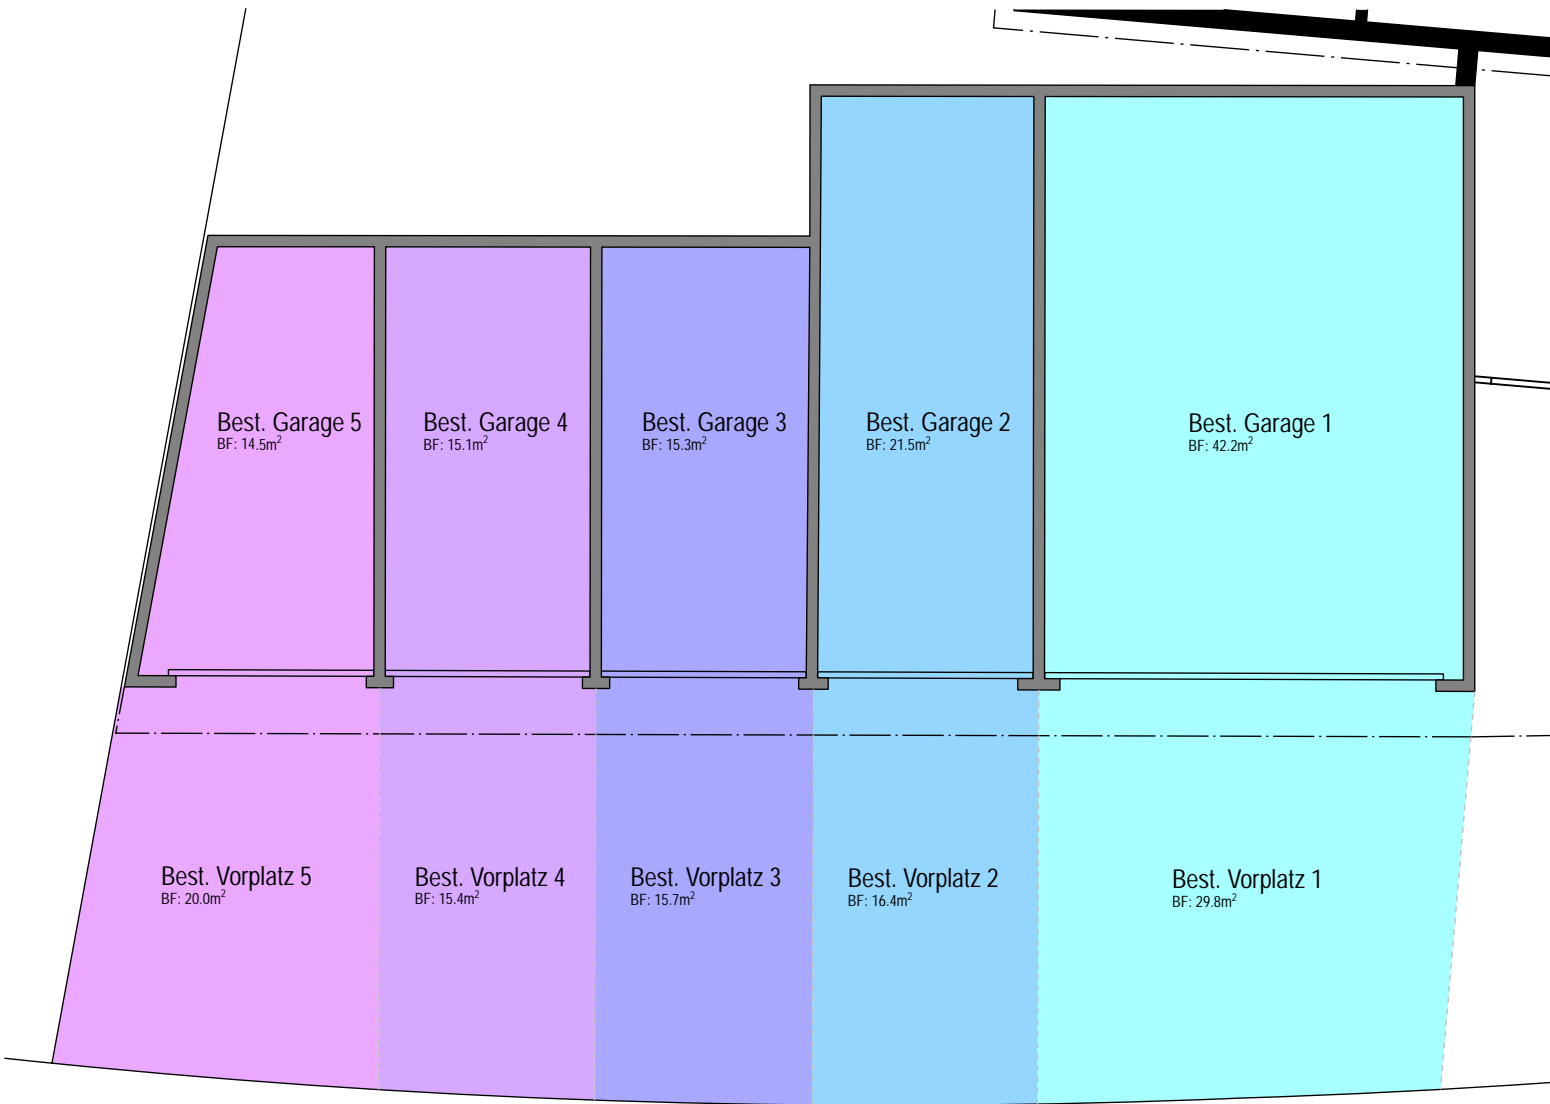 Best. Garage 5
BF: 14.5m²
Best. Garage 4
BF: 15.1m²
Best. Garage 3
BF: 15.3m²
Best. Garage 2
BF: 21.5m²
Best. Garage 1
BF: 42.2m²
Best. Vorplatz 5
BF: 20.0m²
Best. Vorplatz 4
BF: 15.4m²
Best. Vorplatz 3
BF: 15.7m²
Best. Vorplatz 2
BF: 16.4m²
Best. Vorplatz 1
BF: 29.8m²